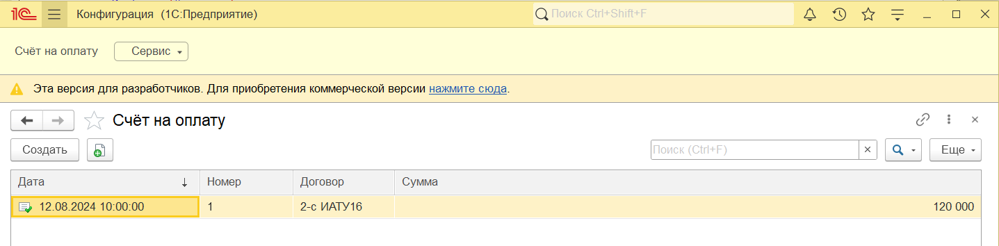 1С Конфигурация (1С:Предприятие) Поиск Ctrl+Shift+F
Счёт на оплату Сервис
Эта версия для разработчиков. Для приобретения коммерческой версии нажмите сюда.
Счёт на оплату
Создать Поиск (Ctrl+F) × Еще
Дата ↓ Номер Договор Сумма
12.08.2024 10:00:00 1 2-с ИАТУ16 120 000